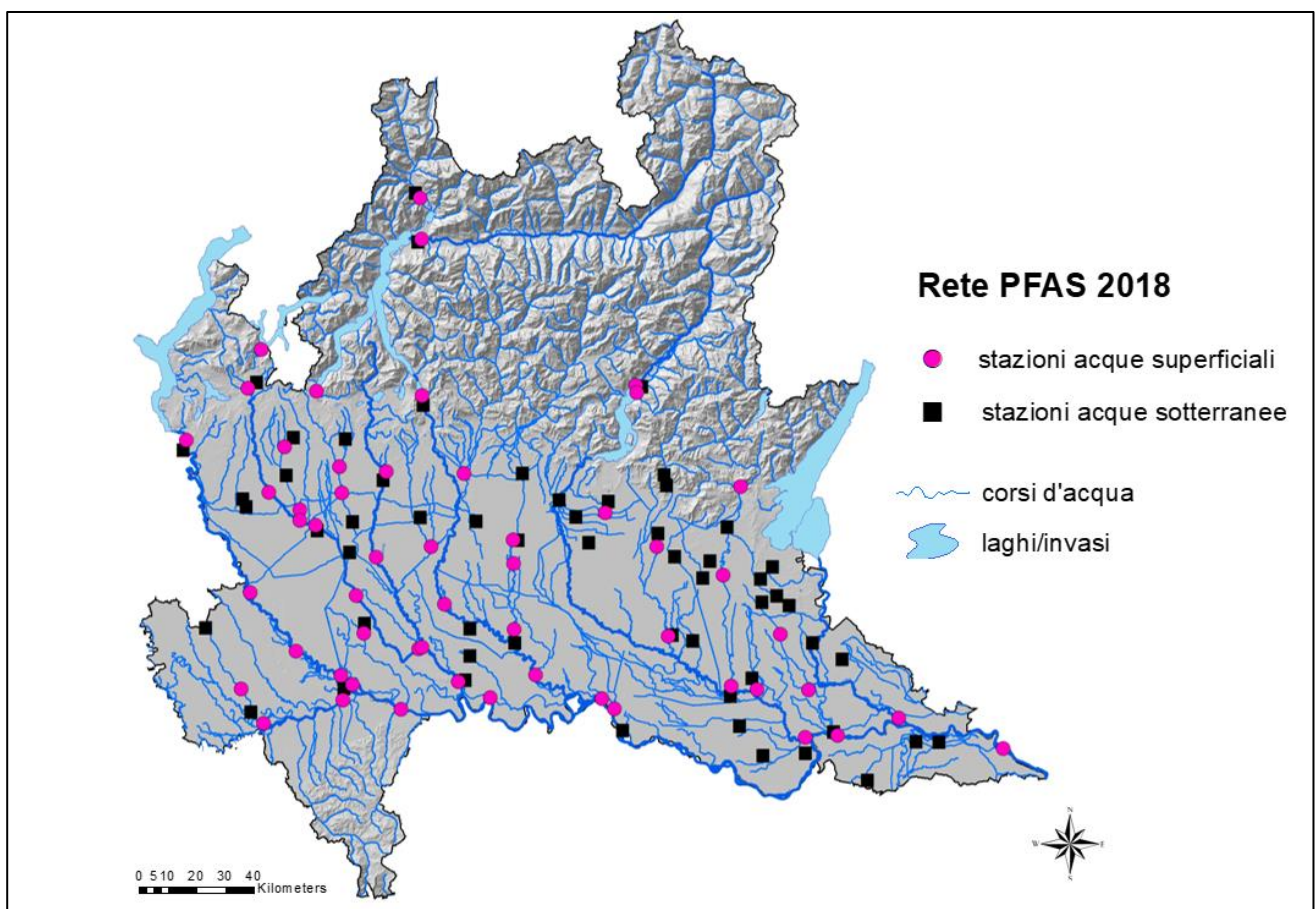 Rete PFAS 2018
stazioni acque superficiali
stazioni acque sotterranee
corsi d'acqua
laghi/invasi
N
W E
S
0 5 10 20 30 40
Kilometers